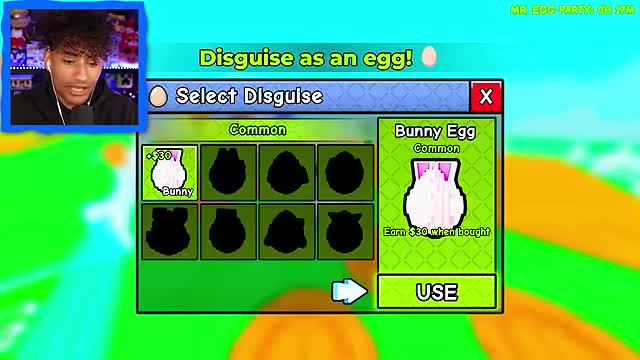 MR. EGG PARTY: 0H 17M
Disguise as an egg!
Select Disguise
X
Common
+$30
Bunny
Bunny Egg
Common
Earn $30 when bought
USE